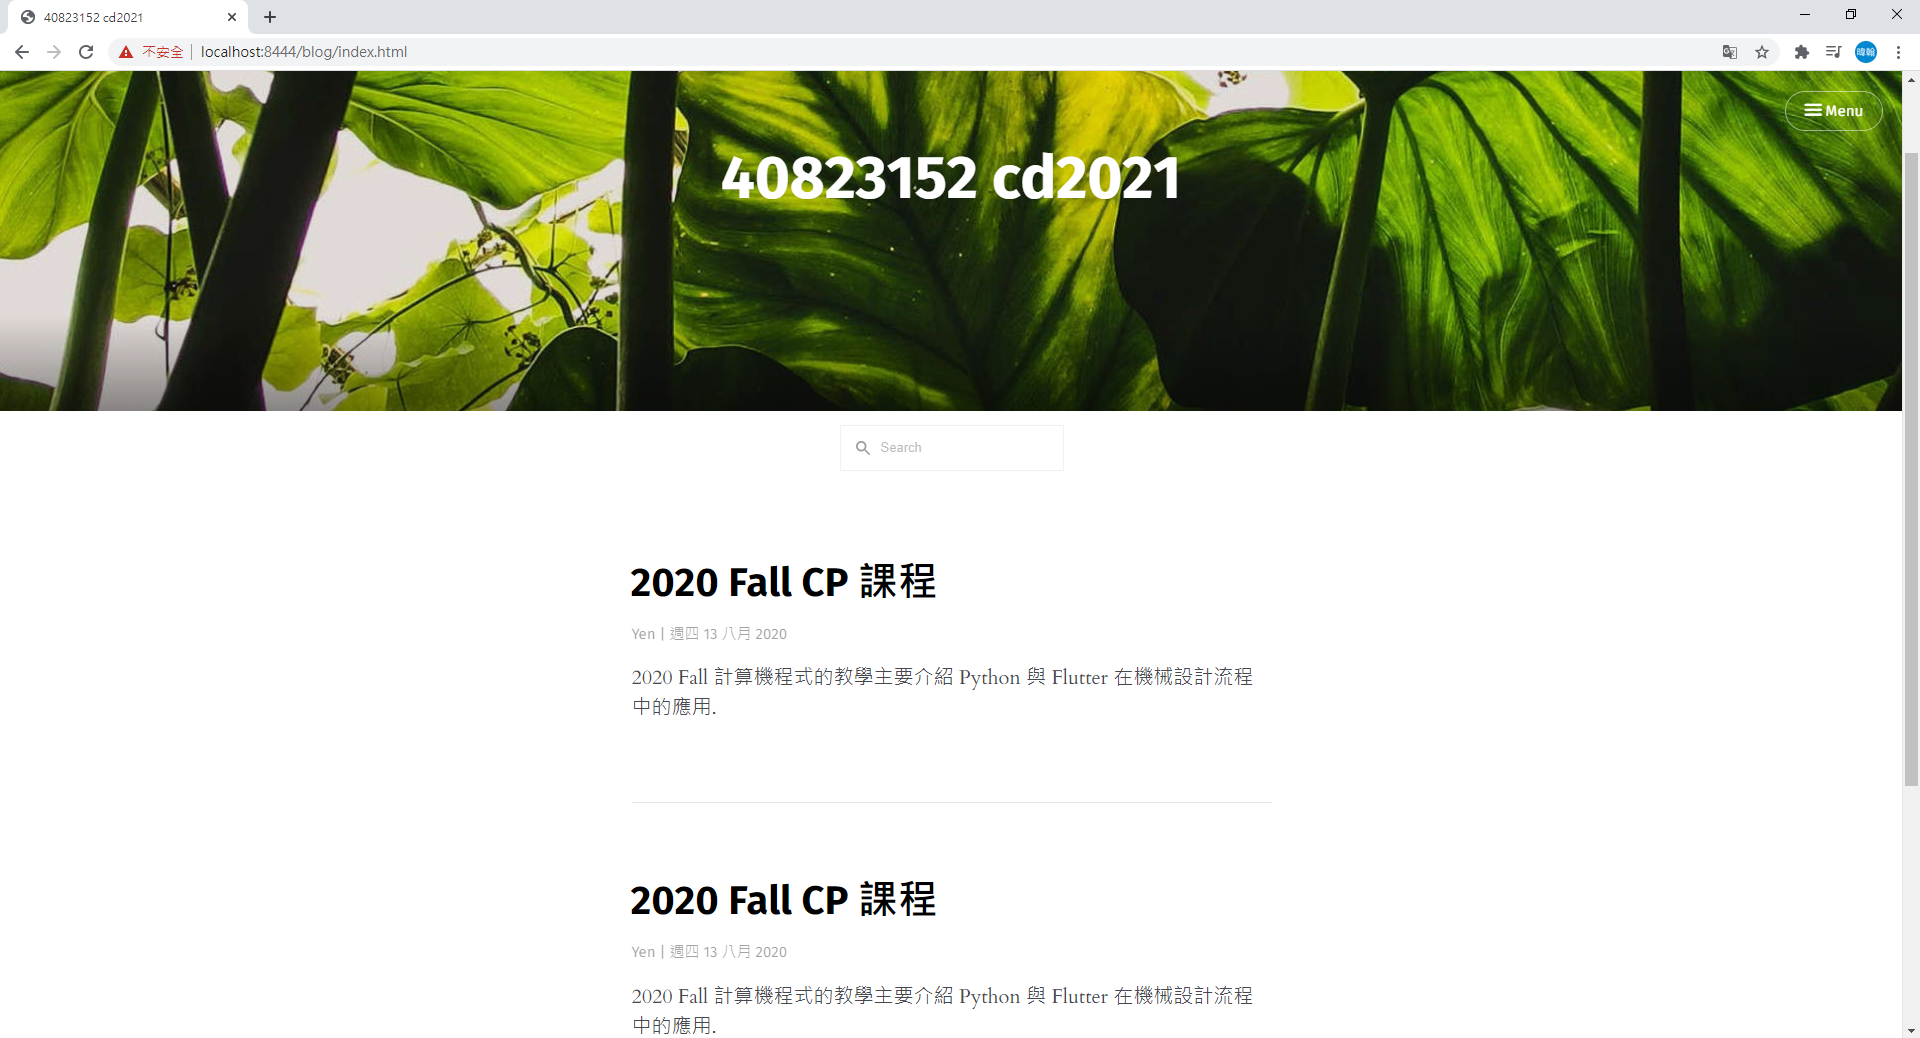 40823152 cd2021
不安全 localhost:8444/blog/index.html
暐翰
Menu
40823152 cd2021
Search
2020 Fall CP 課程
Yen | 週四 13 八月 2020
2020 Fall 計算機程式的教學主要介紹 Python 與 Flutter 在機械設計流程
中的應用.
2020 Fall CP 課程
Yen | 週四 13 八月 2020
2020 Fall 計算機程式的教學主要介紹 Python 與 Flutter 在機械設計流程
中的應用.